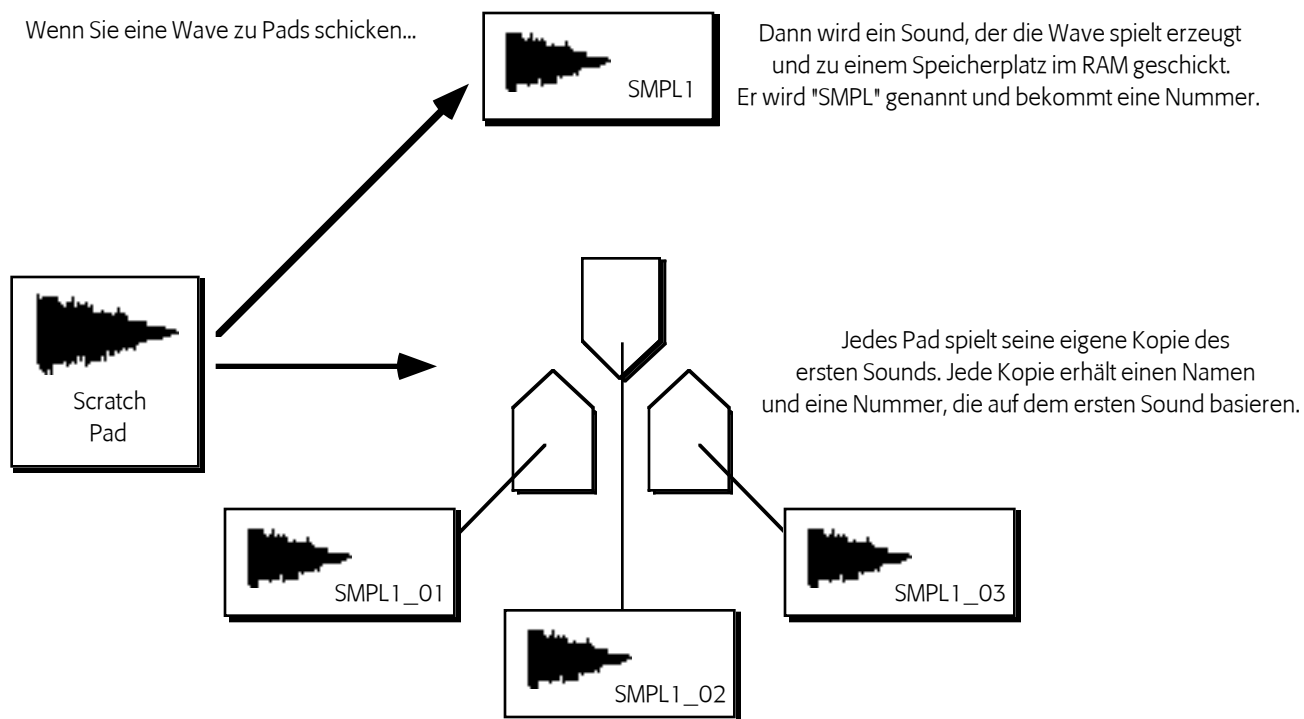 Wenn Sie eine Wave zu Pads schicken...
SMPL1
Dann wird ein Sound, der die Wave spielt erzeugt
und zu einem Speicherplatz im RAM geschickt.
Er wird "SMPL" genannt und bekommt eine Nummer.
Scratch
Pad
Jedes Pad spielt seine eigene Kopie des
ersten Sounds. Jede Kopie erhält einen Namen
und eine Nummer, die auf dem ersten Sound basieren.
SMPL1_01
SMPL1_02
SMPL1_03